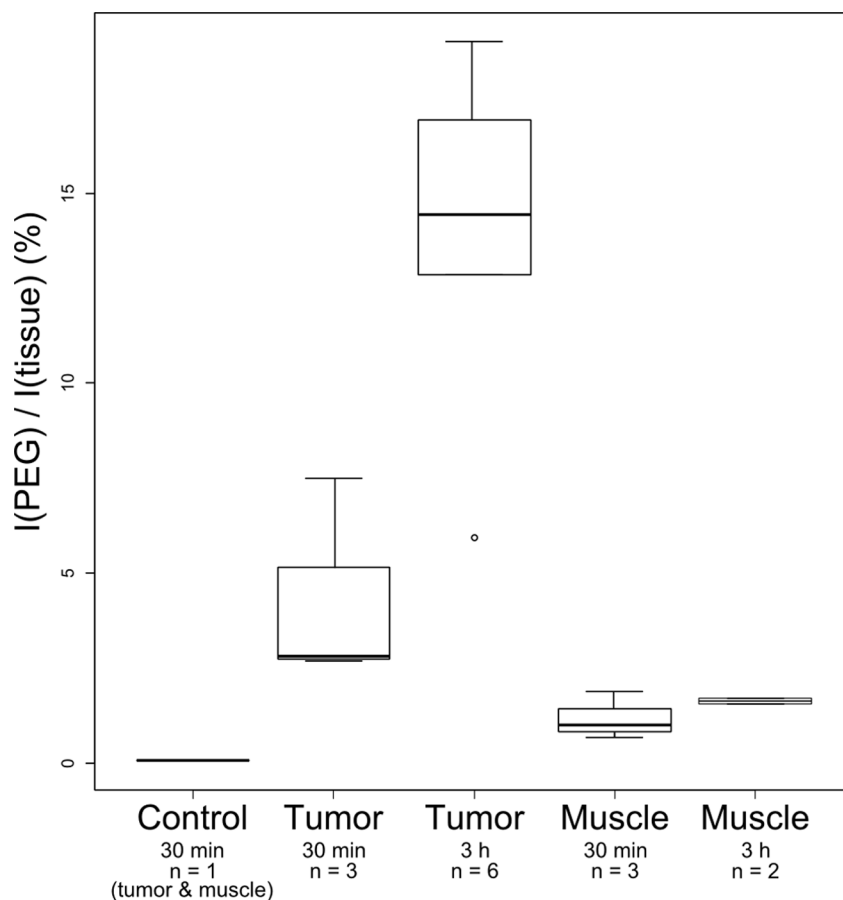 I(PEG) / I(tissue) (%)
15
10
5
0
Control Tumor Tumor Muscle Muscle
30 min 30 min 3 h 30 min 3 h
n = 1 n = 3 n = 6 n = 3 n = 2
(tumor & muscle)